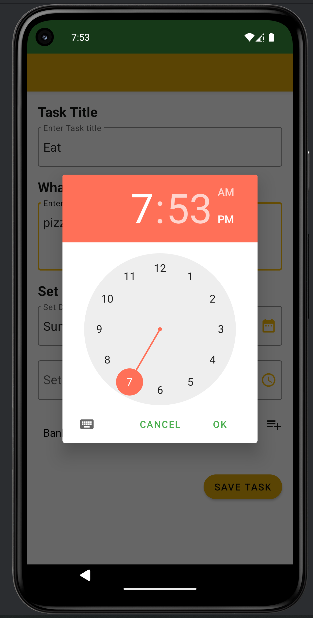 7:53
Task Title
Enter Task title
Eat
Wha
Enter
pizz
7:53
AM
PM
12
11
1
10
2
9
3
8
4
7
5
6
Set
Set D
Sun
Set
CANCEL
OK
Ban
SAVE TASK